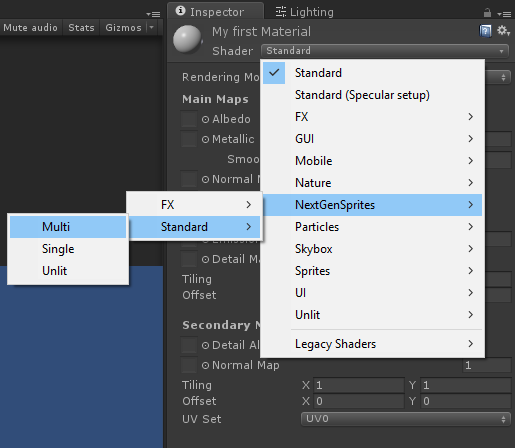 Inspector Lighting
Mute audio Stats Gizmos
My first Material
Shader Standard
Rendering Mo
Main Maps
Albedo
Metallic
Smoo
Normal M
Emission
Detail Ma
Tiling
Offset
Secondary M
Detail Al
Normal Map 1
Tiling X 1 Y 1
Offset X 0 Y 0
UV Set UV0
Standard
Standard (Specular setup)
FX
GUI
Mobile
Nature
NextGenSprites
Particles
Skybox
Sprites
UI
Unlit
Legacy Shaders
FX
Standard
Multi
Single
Unlit